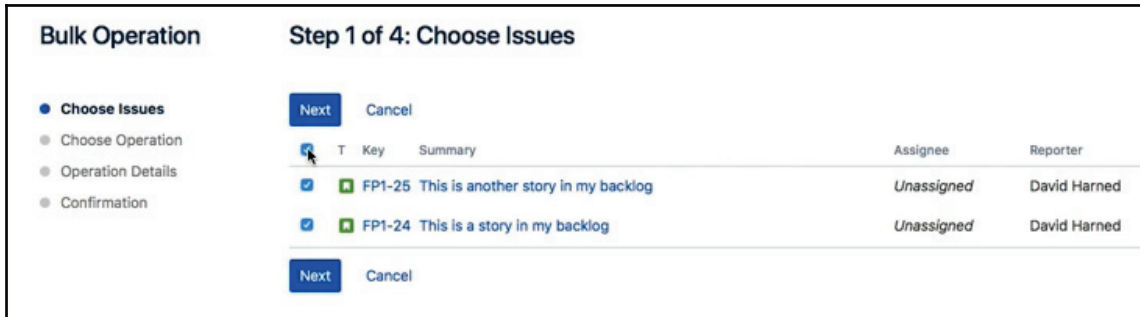 Bulk Operation
Step 1 of 4: Choose Issues
Choose Issues
Choose Operation
Operation Details
Confirmation
Next Cancel
T Key Summary Assignee Reporter
FP1-25 This is another story in my backlog Unassigned David Harned
FP1-24 This is a story in my backlog Unassigned David Harned
Next Cancel